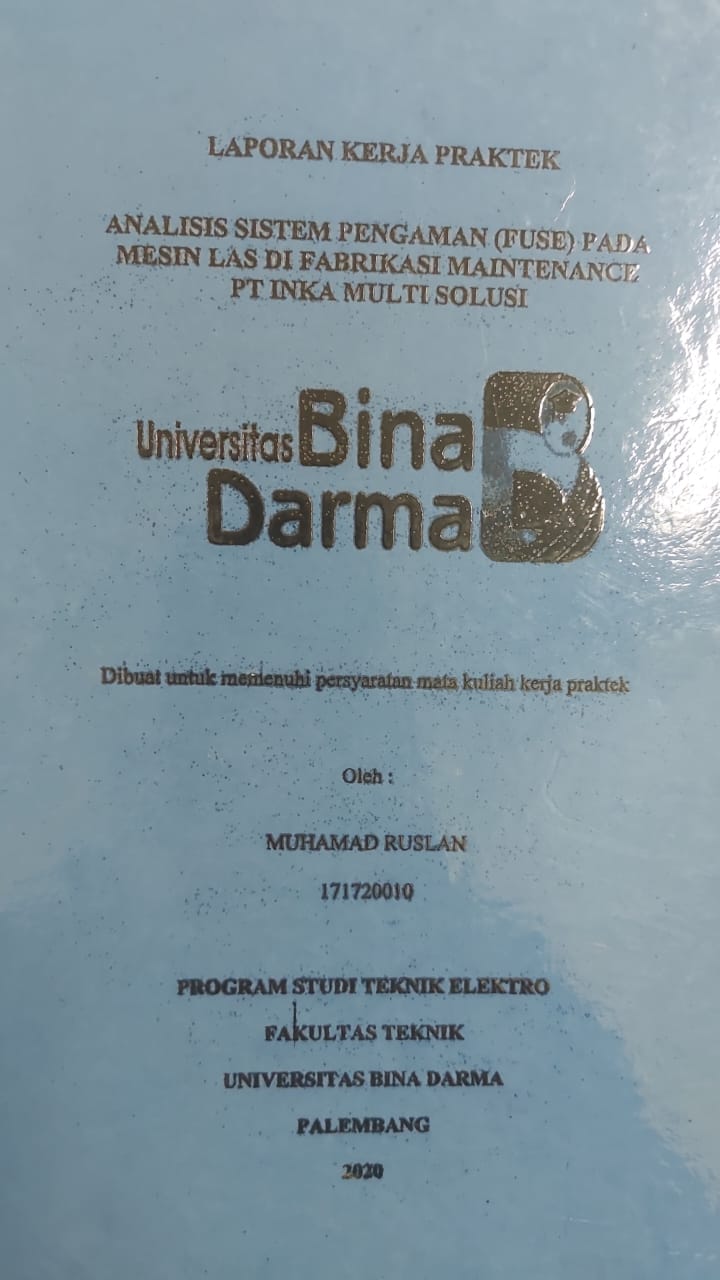 LAPORAN KERJA PRAKTEK
ANALISIS SISTEM PENGAMAN (FUSE) PADA
MESIN LAS DI FABRIKASI MAINTENANCE
PT INKA MULTI SOLUSI
Universitas Bina
Darma
Dibuat untuk memenuhi persyaratan mata kuliah kerja praktek
Oleh :
MUHAMAD RUSLAN
171720010
PROGRAM STUDI TEKNIK ELEKTRO
FAKULTAS TEKNIK
UNIVERSITAS BINA DARMA
PALEMBANG
2020